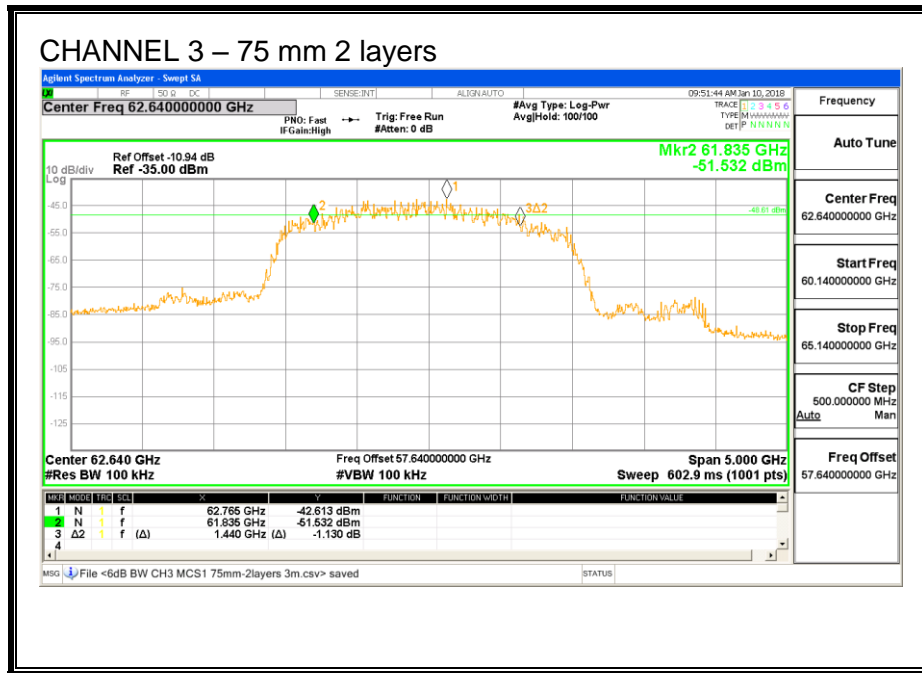 CHANNEL 3 – 75 mm 2 layers
Agilent Spectrum Analyzer - Swept SA
RF 50 Ω DC SENSE:INT ALIGN AUTO 09:51:44 AM Jan 10, 2018
Center Freq 62.640000000 GHz
PNO: Fast
IFGain:High
Trig: Free Run
#Atten: 0 dB
#Avg Type: Log-Pwr
Avg|Hold: 100/100
TRACE 1 2 3 4 5 6
TYPE M
DET P N N N N N
Frequency
Mkr2 61.835 GHz
-51.532 dBm
Ref Offset -10.94 dB
10 dB/div Ref -35.00 dBm
Log
-45.0
-55.0
-65.0
-75.0
-85.0
-95.0
-105
-115
-125
1
2
3Δ2
Center 62.640 GHz Freq Offset 57.640000000 GHz Span 5.000 GHz
#Res BW 100 kHz #VBW 100 kHz Sweep 602.9 ms (1001 pts)
MKR MODE TRC SCL X Y FUNCTION FUNCTION WIDTH FUNCTION VALUE
1 N 1 f 62.765 GHz -42.613 dBm
2 N 1 f 61.835 GHz -51.532 dBm
3 Δ2 1 f (Δ) 1.440 GHz (Δ) -1.130 dB
4
MSG File <6dB BW CH3 MCS1 75mm-2layers 3m.csv> saved STATUS
Auto Tune
Center Freq
62.640000000 GHz
Start Freq
60.140000000 GHz
Stop Freq
65.140000000 GHz
CF Step
500.000000 MHz
Auto Man
Freq Offset
57.640000000 GHz